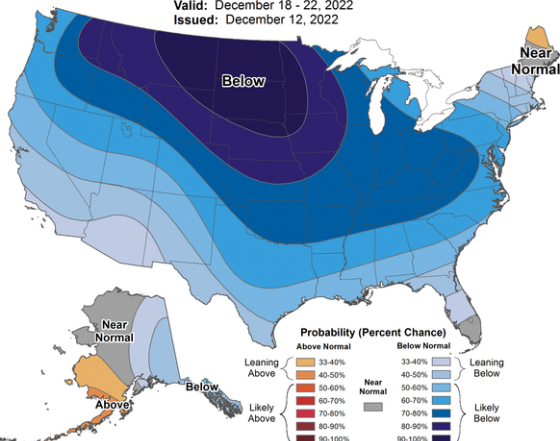 Valid: December 18 - 22, 2022
Issued: December 12, 2022
Below
Near
Normal
Near
Normal
Above
Below
Probability (Percent Chance)
Above Normal
Below Normal
Leaning
Above
33-40%
40-50%
Likely
Above
50-60%
60-70%
70-80%
80-90%
90-100%
Near
Normal
33-40%
40-50%
Leaning
Below
50-60%
60-70%
70-80%
80-90%
90-100%
Likely
Below